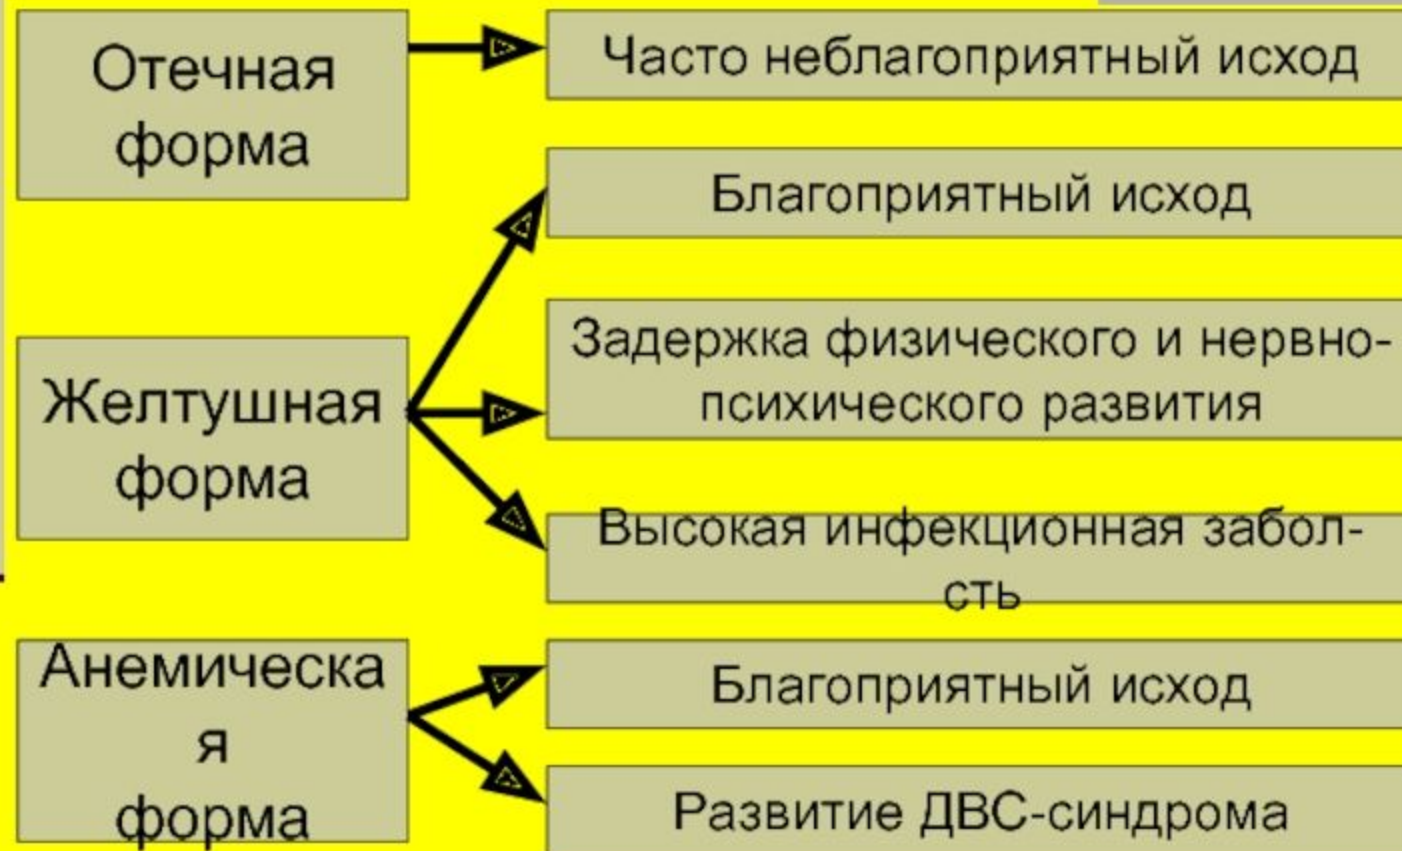 Отечная
форма
Часто неблагоприятный исход
Благоприятный исход
Желтушная
форма
Задержка физического и нервно-
психического развития
Высокая инфекционная забол-
сть
Анемическа
я
форма
Благоприятный исход
Развитие ДВС-синдрома